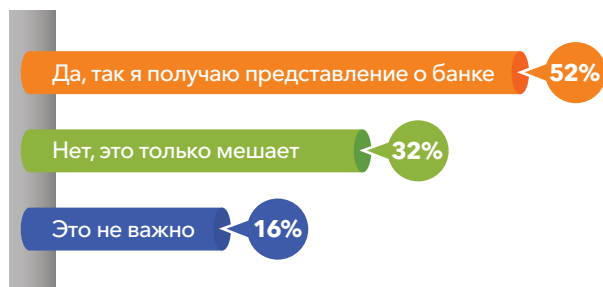 Да, так я получаю представление о банке 52%
Нет, это только мешает 32%
Это не важно 16%